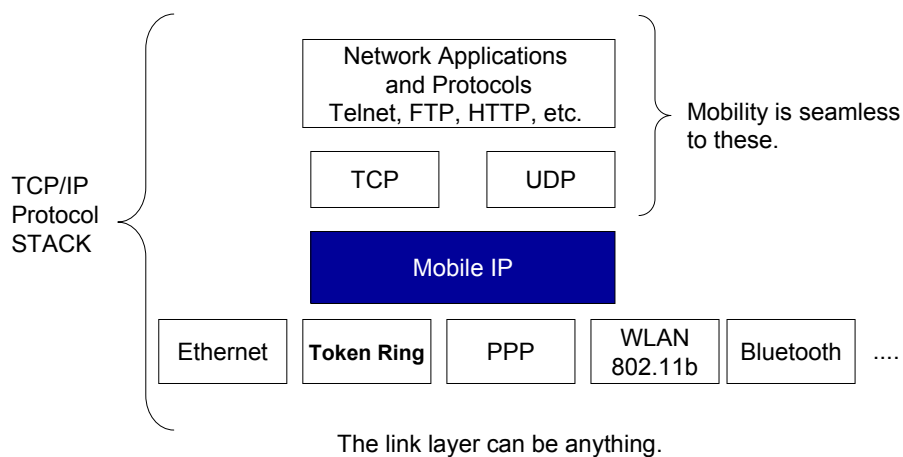 Network Applications
and Protocols
Telnet, FTP, HTTP, etc.
Mobility is seamless
to these.
TCP
UDP
TCP/IP
Protocol
STACK
Mobile IP
Ethernet
Token Ring
PPP
WLAN
802.11b
Bluetooth
....
The link layer can be anything.